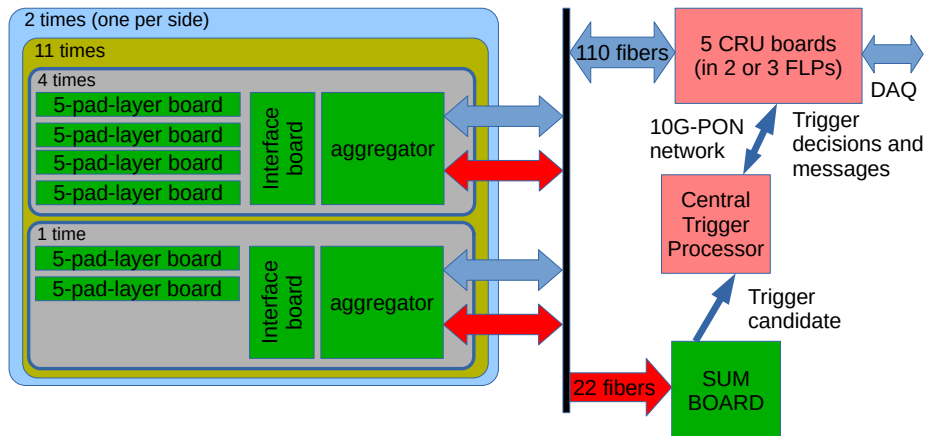 2 times (one per side)
11 times
4 times
5-pad-layer board
5-pad-layer board
5-pad-layer board
5-pad-layer board
Interface
board
aggregator
1 time
5-pad-layer board
5-pad-layer board
Interface
board
aggregator
110 fibers
5 CRU boards
(in 2 or 3 FLPs)
DAQ
10G-PON
network
Trigger
decisions and
messages
Central
Trigger
Processor
Trigger
candidate
22 fibers
SUM
BOARD